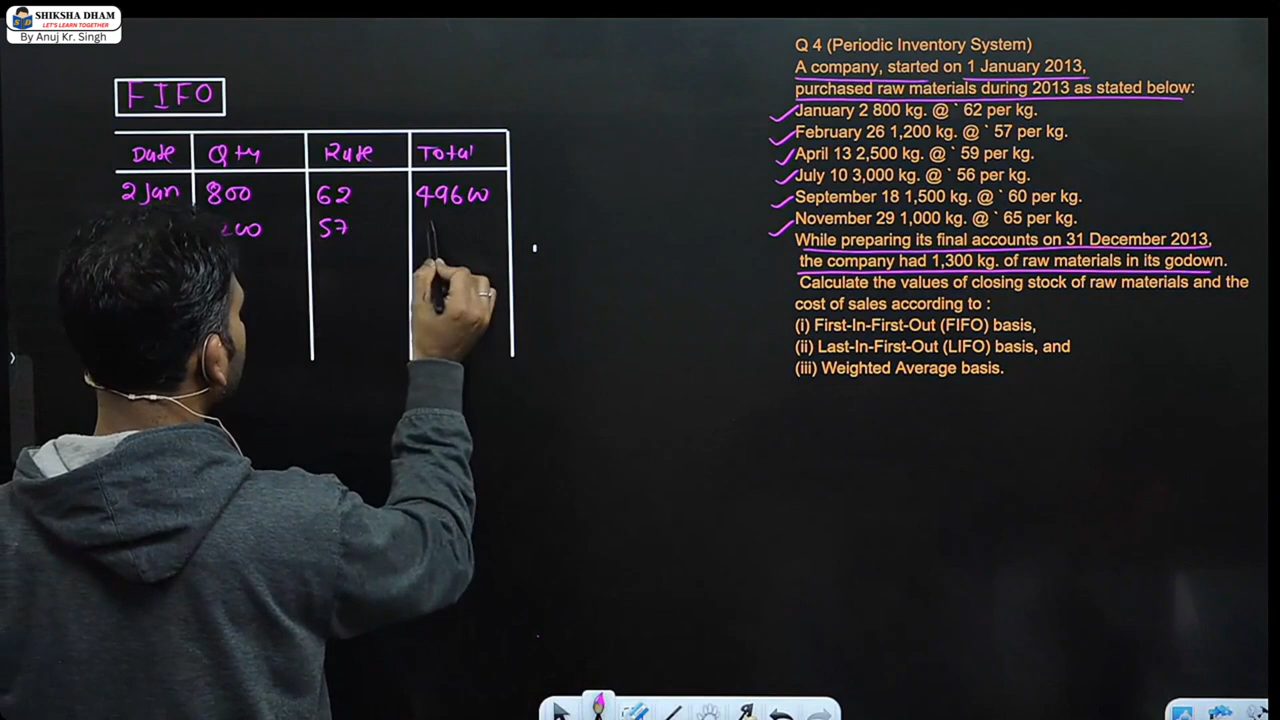 SHIKSHA DHAM
LET'S LEARN TOGETHER
By Anuj Kr. Singh
FIFO
Date Qty Rate Total
2 Jan 800 62 49600
57
Q 4 (Periodic Inventory System)
A company, started on 1 January 2013,
purchased raw materials during 2013 as stated below:
January 2 800 kg. @ ` 62 per kg.
February 26 1,200 kg. @ ` 57 per kg.
April 13 2,500 kg. @ ` 59 per kg.
July 10 3,000 kg. @ ` 56 per kg.
September 18 1,500 kg. @ ` 60 per kg.
November 29 1,000 kg. @ ` 65 per kg.
While preparing its final accounts on 31 December 2013,
the company had 1,300 kg. of raw materials in its godown.
Calculate the values of closing stock of raw materials and the
cost of sales according to :
(i) First-In-First-Out (FIFO) basis,
(ii) Last-In-First-Out (LIFO) basis, and
(iii) Weighted Average basis.